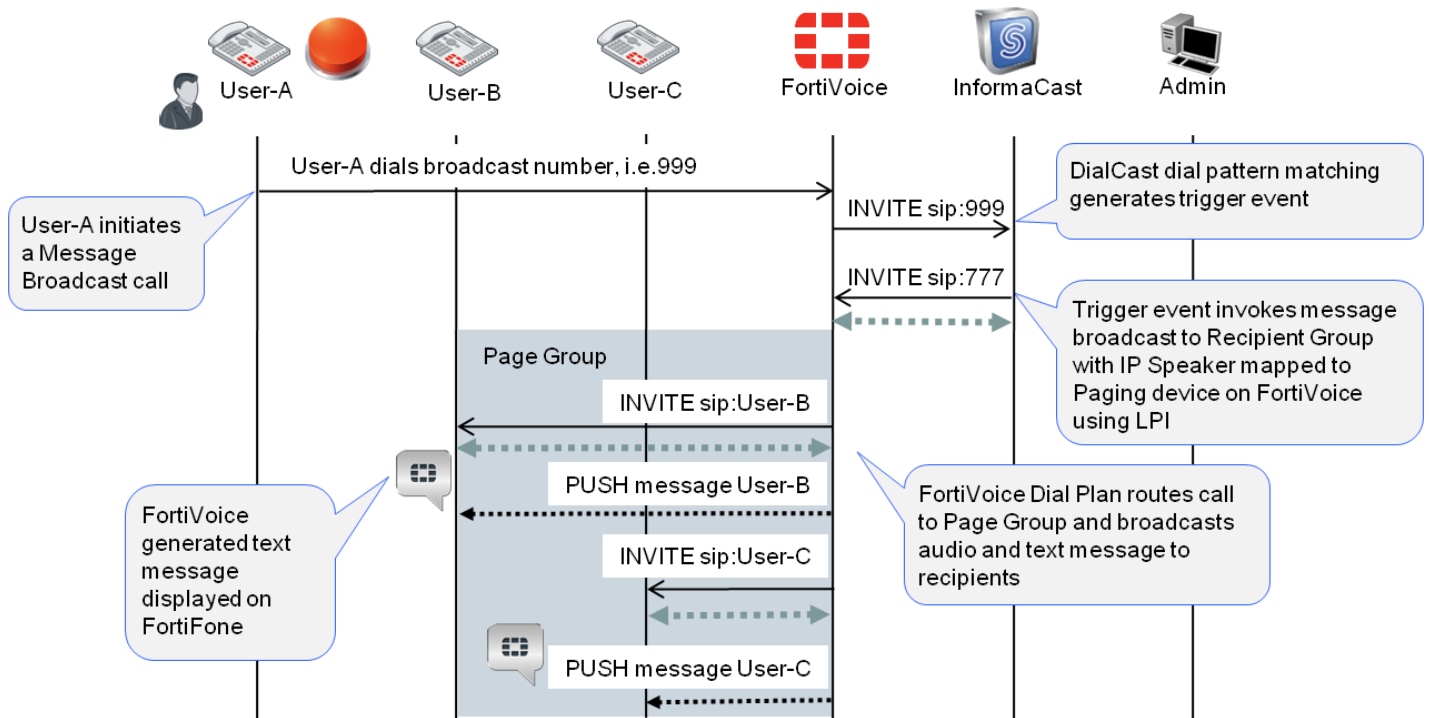 User-A
User-B
User-C
FortiVoice
InformaCast
Admin
User-A dials broadcast number, i.e.999
User-A initiates
a Message
Broadcast call
INVITE sip:999
DialCast dial pattern matching
generates trigger event
INVITE sip:777
Trigger event invokes message
broadcast to Recipient Group
with IP Speaker mapped to
Paging device on FortiVoice
using LPI
Page Group
INVITE sip:User-B
PUSH message User-B
FortiVoice
generated text
message
displayed on
FortiFone
FortiVoice Dial Plan routes call
to Page Group and broadcasts
audio and text message to
recipients
INVITE sip:User-C
PUSH message User-C